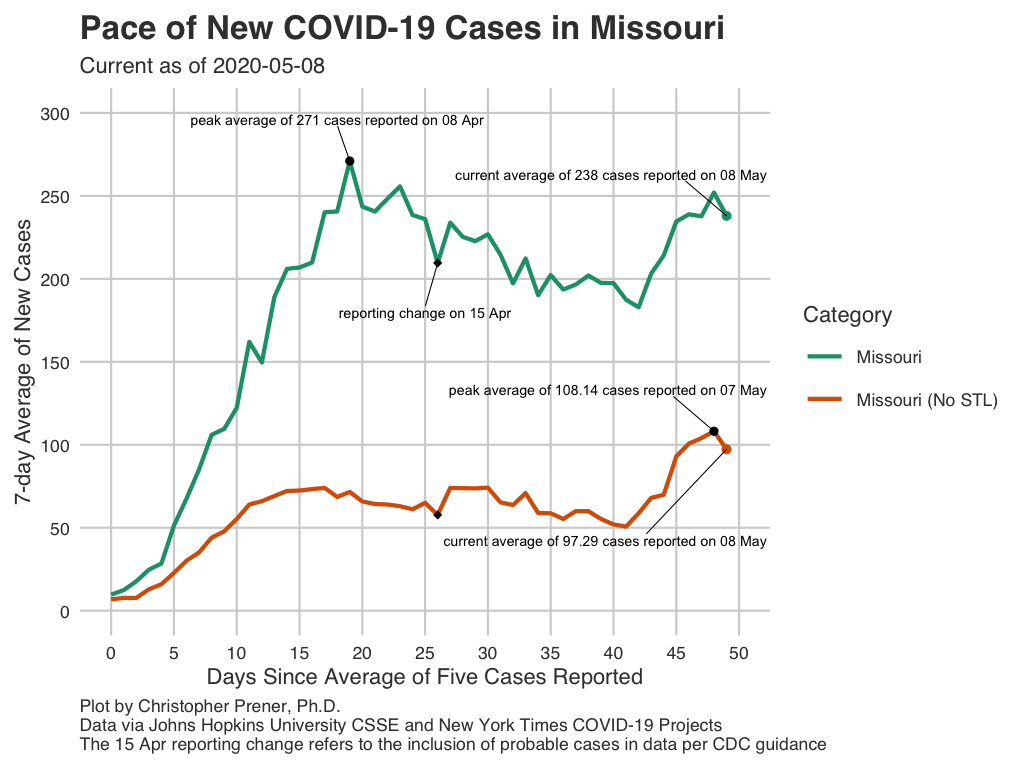 Pace of New COVID-19 Cases in Missouri
Current as of 2020-05-08
7-day Average of New Cases
300
250
200
150
100
50
0
peak average of 271 cases reported on 08 Apr
current average of 238 cases reported on 08 May
reporting change on 15 Apr
peak average of 108.14 cases reported on 07 May
current average of 97.29 cases reported on 08 May
Category
Missouri
Missouri (No STL)
0 5 10 15 20 25 30 35 40 45 50
Days Since Average of Five Cases Reported
Plot by Christopher Prener, Ph.D.
Data via Johns Hopkins University CSSE and New York Times COVID-19 Projects
The 15 Apr reporting change refers to the inclusion of probable cases in data per CDC guidance